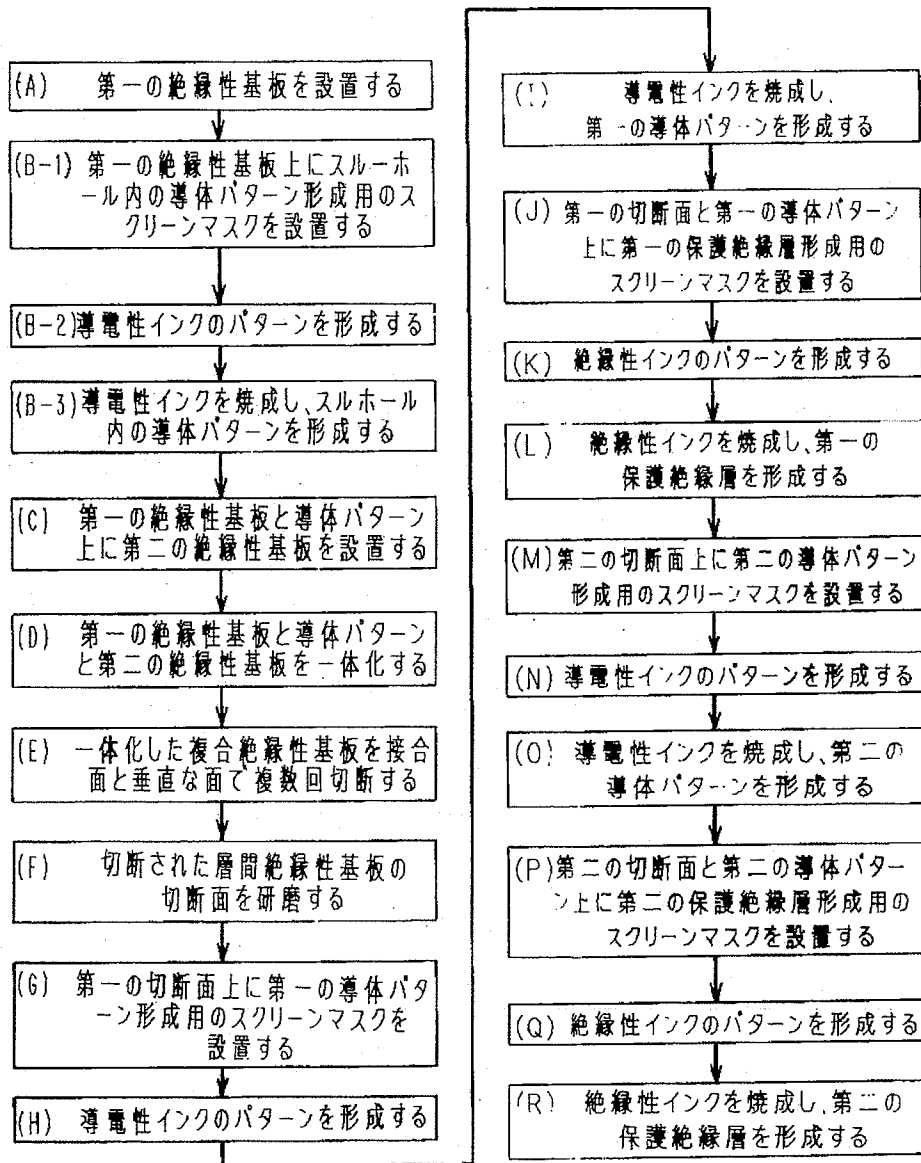 (A) 第一の絶縁性基板を設置する
(B-1) 第一の絶縁性基板上にスルーホ
ール内の導体パターン形成用のス
クリーンマスクを設置する
(B-2)導電性インクのパターンを形成する
(B-3)導電性インクを焼成し、スルホール
内の導体パターンを形成する
(C) 第一の絶縁性基板と導体パターン
上に第二の絶縁性基板を設置する
(D) 第一の絶縁性基板と導体パターン
と第二の絶縁性基板を一体化する
(E) 一体化した複合絶縁性基板を接合
面と垂直な面で複数回切断する
(F) 切断された層間絶縁性基板の
切断面を研磨する
(G) 第一の切断面上に第一の導体パタ
ーン形成用のスクリーンマスクを
設置する
(H) 導電性インクのパターンを形成する
(I) 導電性インクを焼成し、
第一の導体パターンを形成する
(J) 第一の切断面と第一の導体パターン
上に第一の保護絶縁層形成用の
スクリーンマスクを設置する
(K) 絶縁性インクのパターンを形成する
(L) 絶縁性インクを焼成し、第一の
保護絶縁層を形成する
(M) 第二の切断面上に第二の導体パターン
形成用のスクリーンマスクを設置する
(N) 導電性インクのパターンを形成する
(O) 導電性インクを焼成し、第二の
導体パターンを形成する
(P) 第二の切断面と第二の導体パター
ン上に第二の保護絶縁層形成用の
スクリーンマスクを設置する
(Q) 絶縁性インクのパターンを形成する
(R) 絶縁性インクを焼成し、第二の
保護絶縁層を形成する